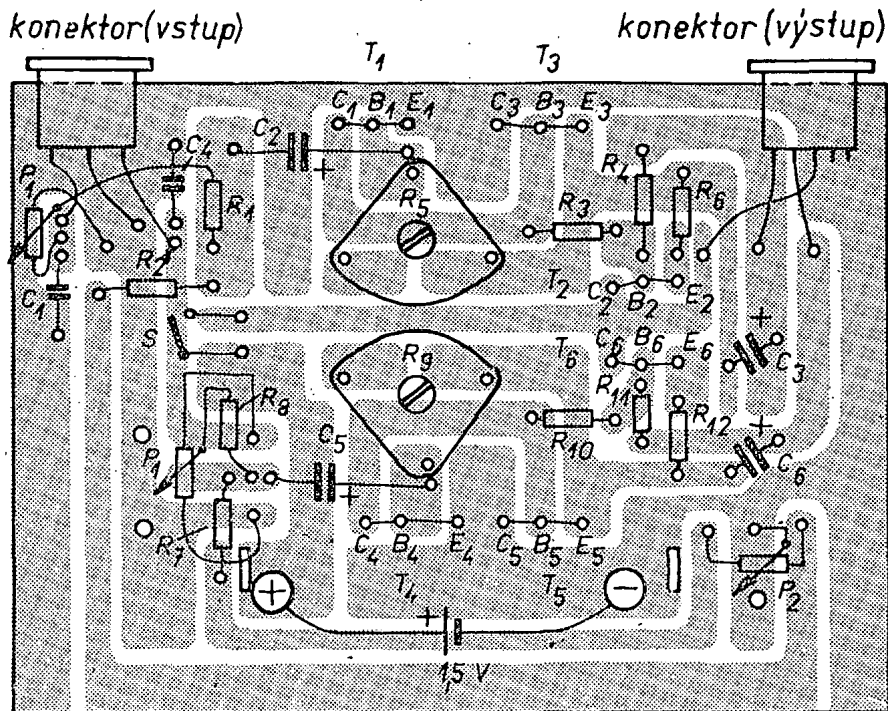 konektor (vstup)
konektor (výstup)
T1
T3
C1 B1 E1
C3 B3 E3
C2
C4
P1
R1
R5
R3
R4
R6
R2
C1
T2
C2 B2 E2
S
R9
T6
C6 B6 E6
C3
R8
R11
R10
R12
P1
C5
C6
R7
C4 B4 E4
C5 B5 E5
T4
T5
P2
+
−
+
1,5 V